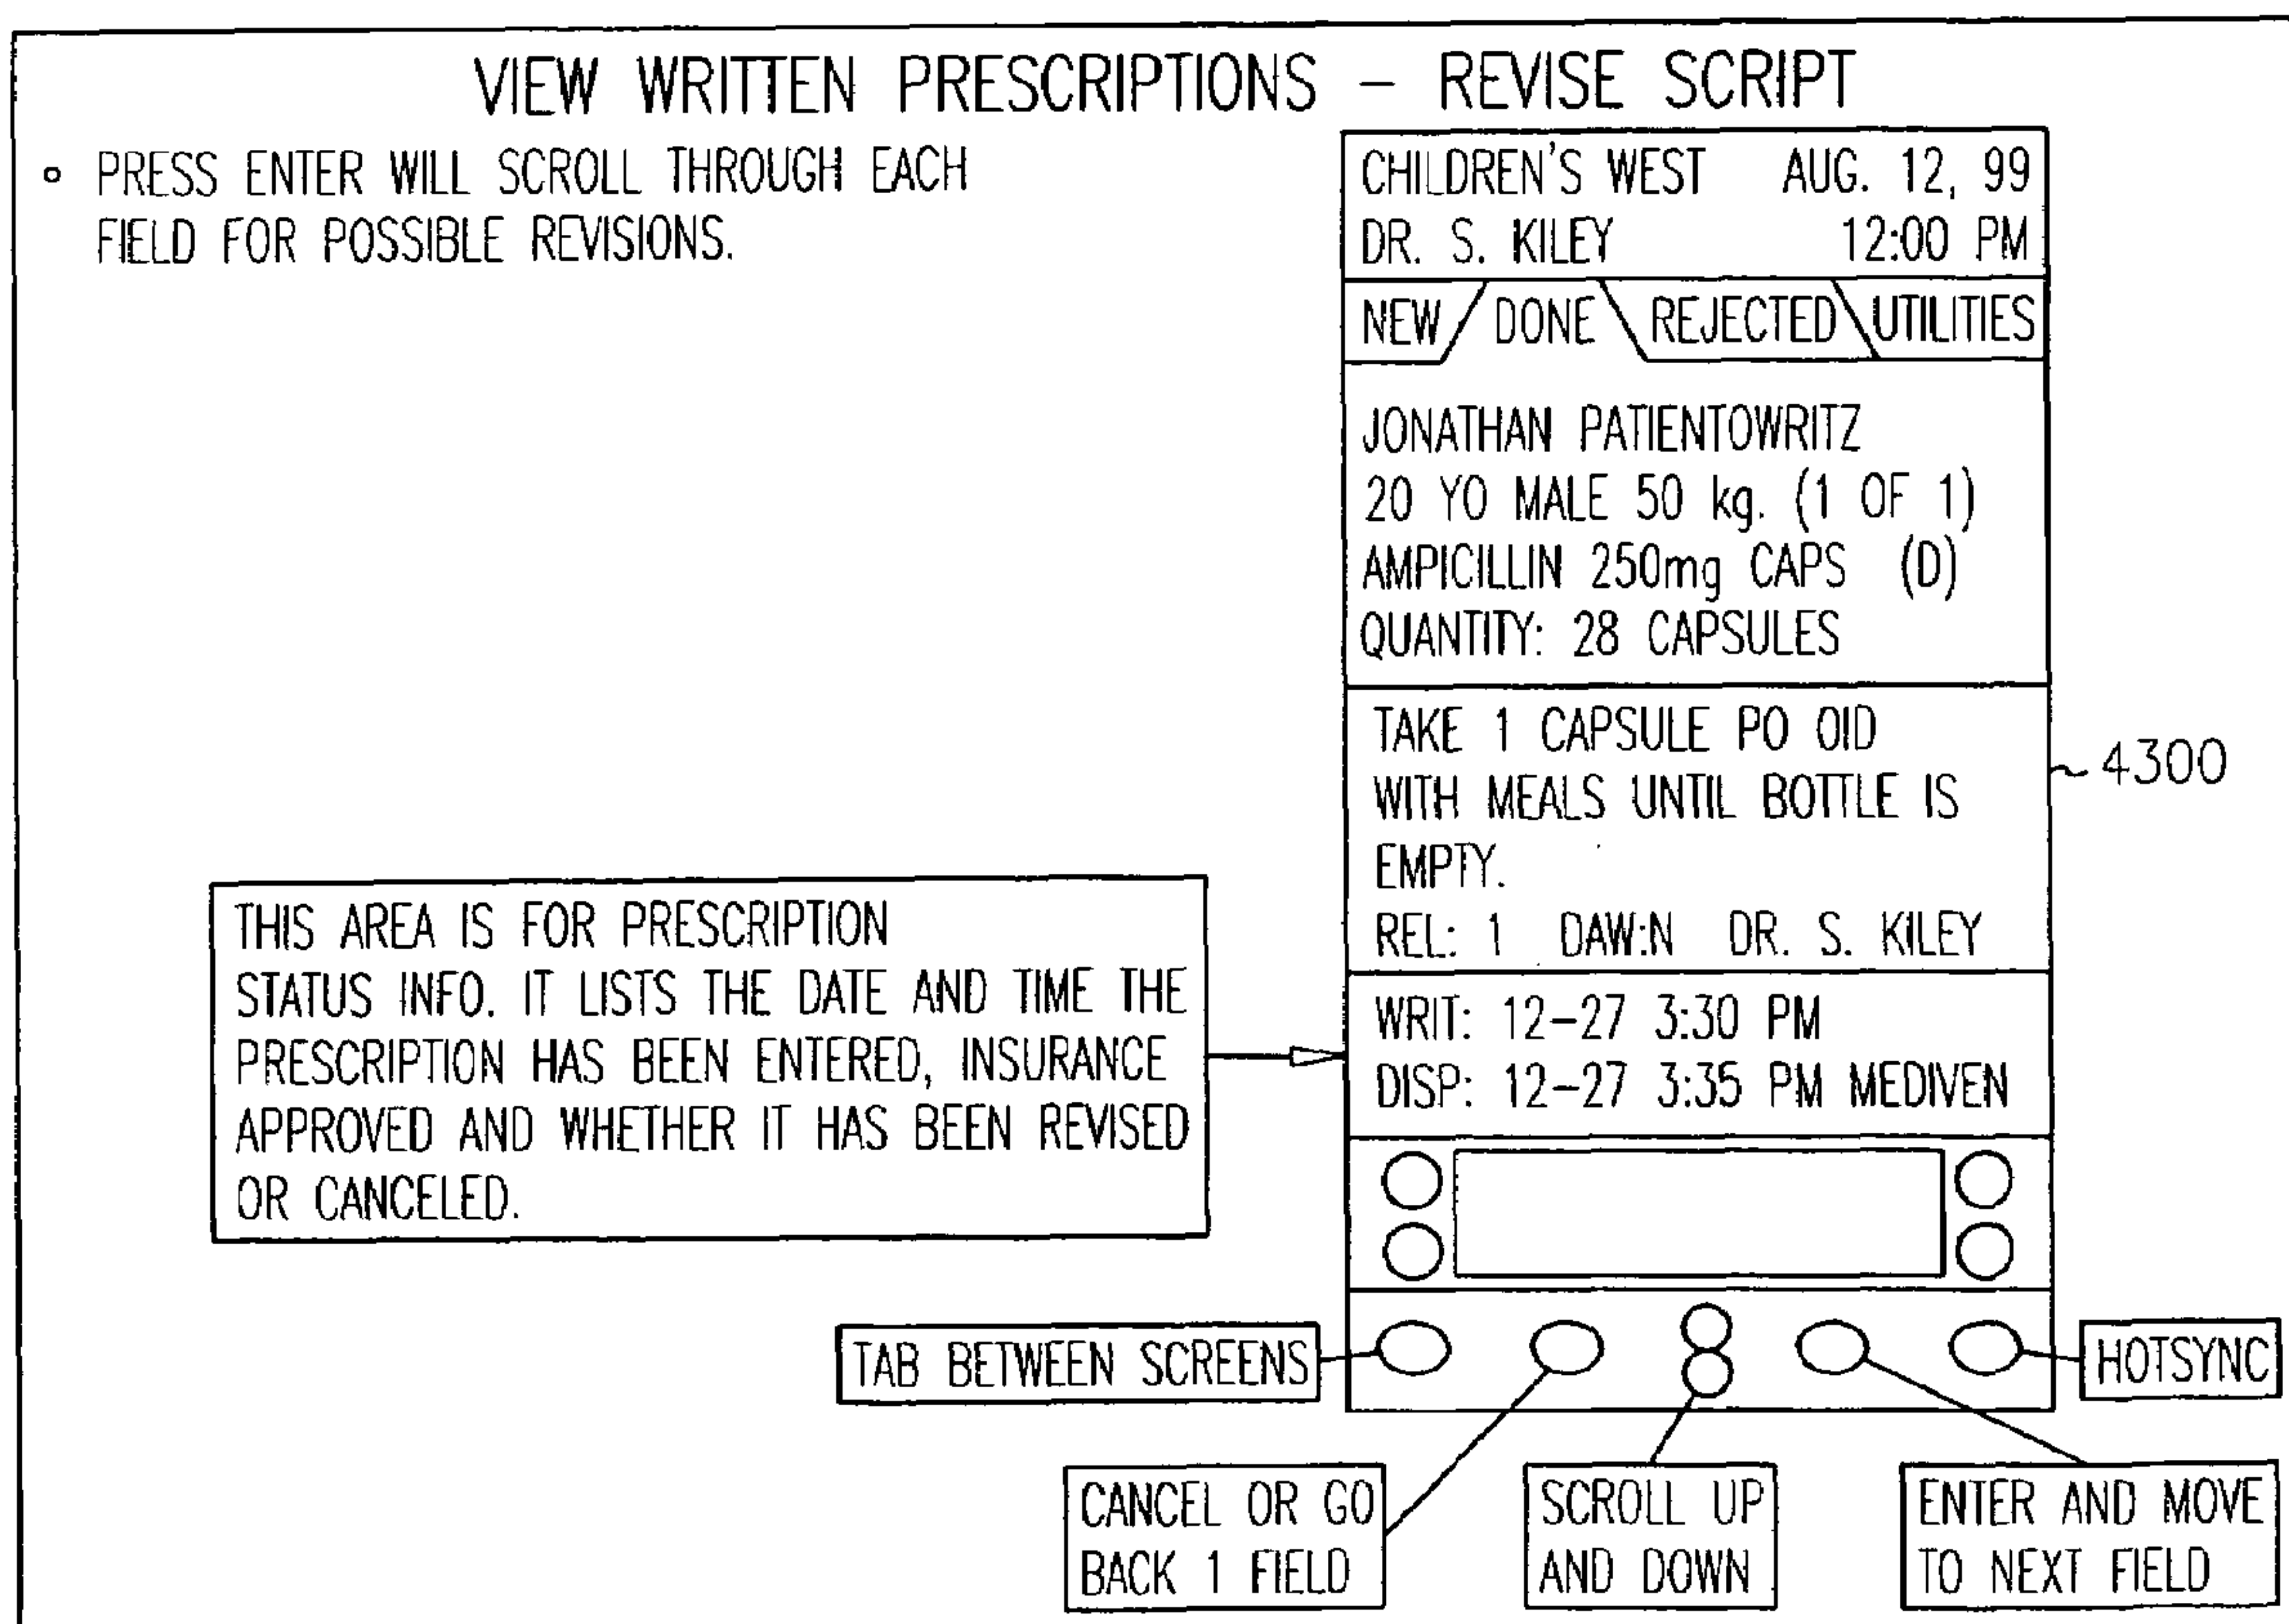 VIEW WRITTEN PRESCRIPTIONS – REVISE SCRIPT
∘ PRESS ENTER WILL SCROLL THROUGH EACH
FIELD FOR POSSIBLE REVISIONS.
CHILDREN'S WEST AUG. 12, 99
DR. S. KILEY 12:00 PM
NEW DONE REJECTED UTILITIES
JONATHAN PATIENTOWRITZ
20 YO MALE 50 kg. (1 OF 1)
AMPICILLIN 250mg CAPS (D)
QUANTITY: 28 CAPSULES
TAKE 1 CAPSULE PO OID
WITH MEALS UNTIL BOTTLE IS
EMPTY.
REL: 1 DAW:N DR. S. KILEY
4300
THIS AREA IS FOR PRESCRIPTION
STATUS INFO. IT LISTS THE DATE AND TIME THE
PRESCRIPTION HAS BEEN ENTERED, INSURANCE
APPROVED AND WHETHER IT HAS BEEN REVISED
OR CANCELED.
WRIT: 12–27 3:30 PM
DISP: 12–27 3:35 PM MEDIVEN
TAB BETWEEN SCREENS
HOTSYNC
CANCEL OR GO
BACK 1 FIELD
SCROLL UP
AND DOWN
ENTER AND MOVE
TO NEXT FIELD